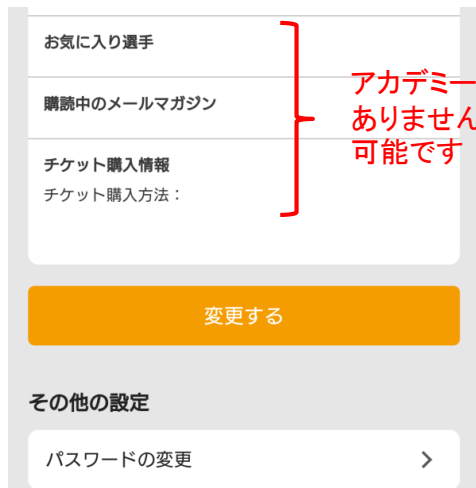 お気に入り選手
購読中のメールマガジン
チケット購入情報
チケット購入方法：
アカデミー
ありません
可能です
変更する
その他の設定
パスワードの変更